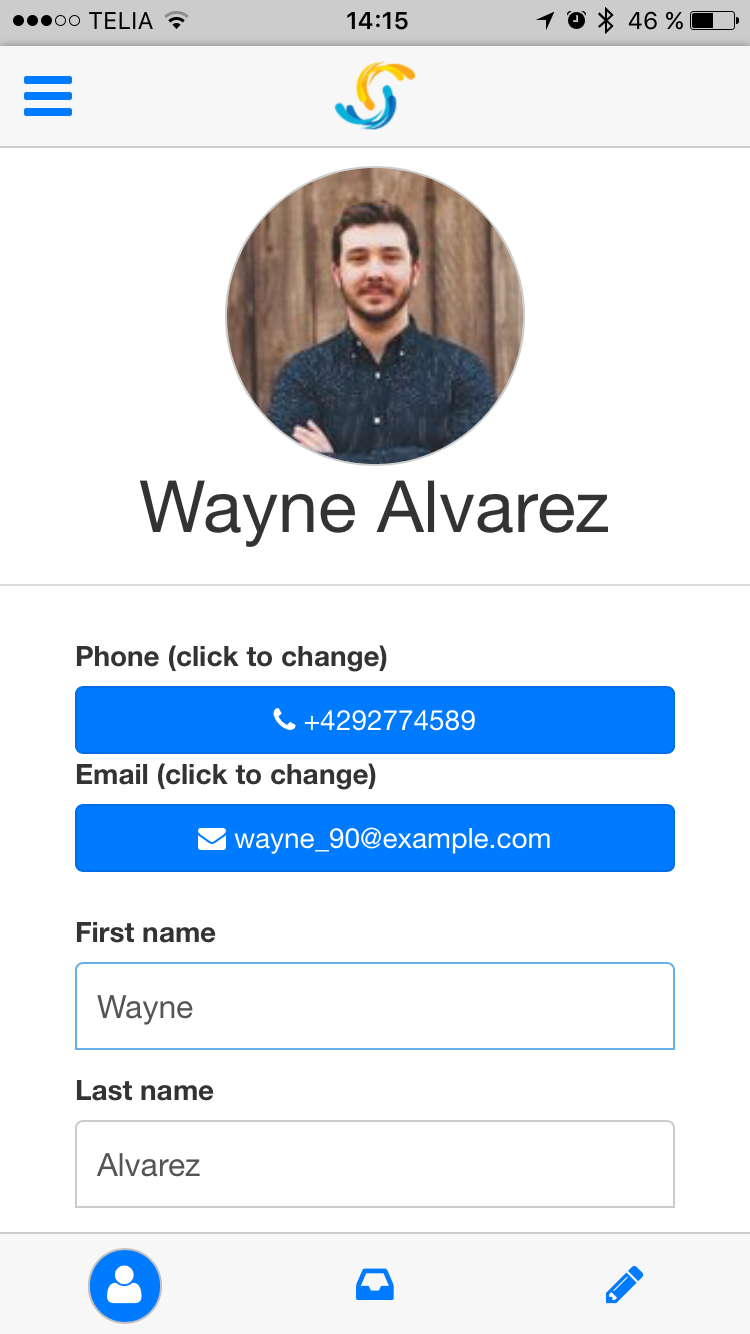 TELIA 14:15 46 %
Wayne Alvarez
Phone (click to change)
+4292774589
Email (click to change)
wayne_90@example.com
First name
Wayne
Last name
Alvarez